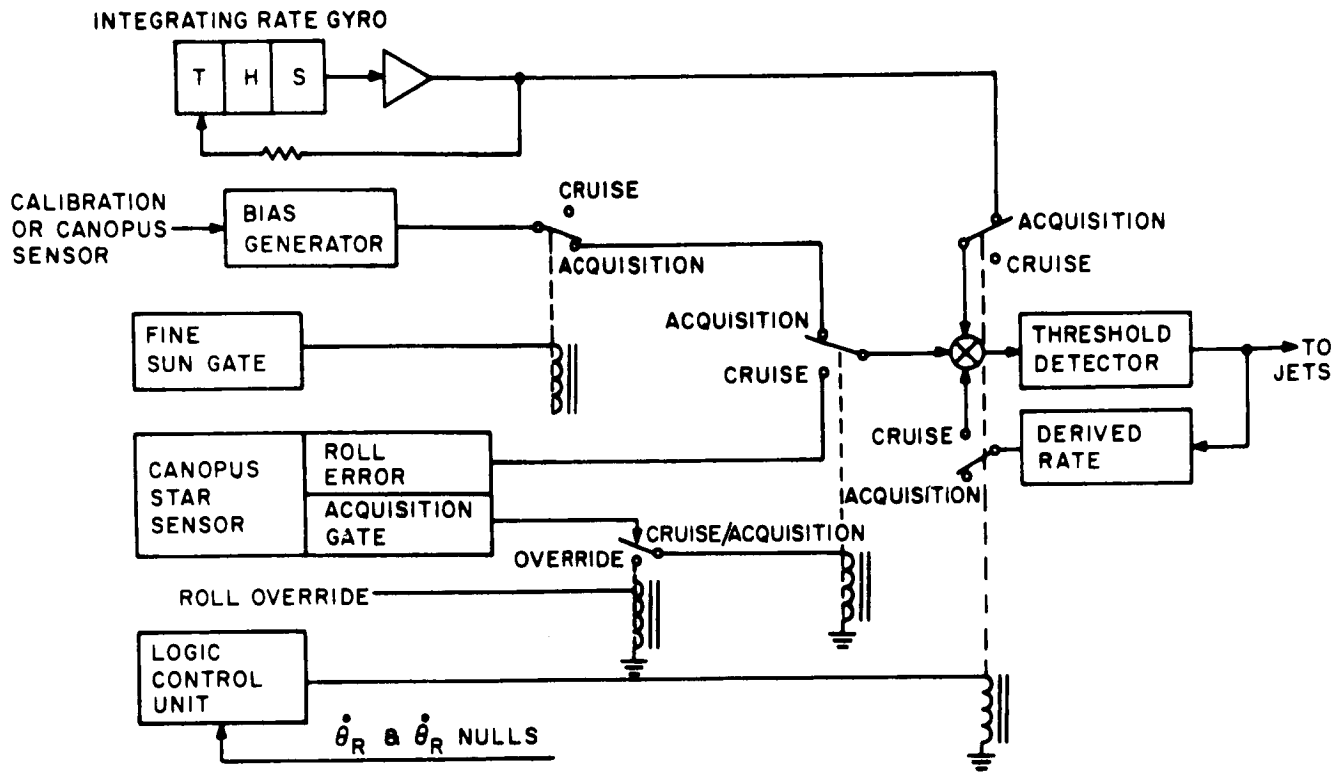 INTEGRATING RATE GYRO
T H S
CALIBRATION
OR CANOPUS
SENSOR
BIAS
GENERATOR
CRUISE
ACQUISITION
ACQUISITION
CRUISE
FINE
SUN GATE
ACQUISITION
CRUISE
THRESHOLD
DETECTOR
TO
JETS
CANOPUS
STAR
SENSOR
ROLL
ERROR
ACQUISITION
GATE
CRUISE
ACQUISITION
DERIVED
RATE
CRUISE/ACQUISITION
OVERRIDE
ROLL OVERRIDE
LOGIC
CONTROL
UNIT
θ̇R & θ̇R NULLS